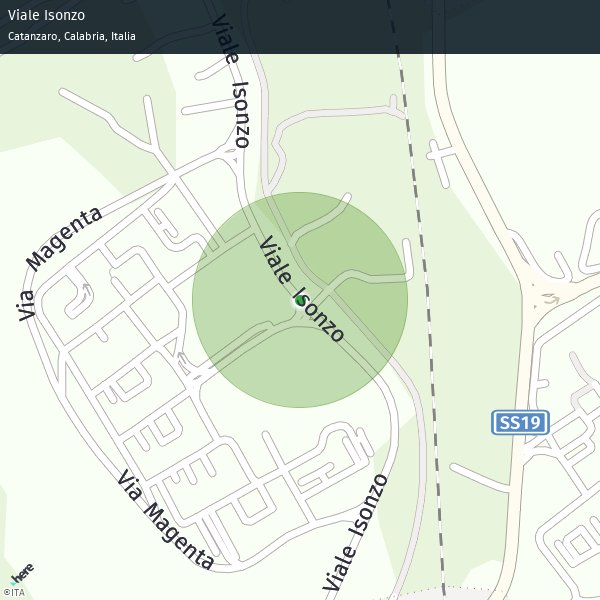 Viale Isonzo
Catanzaro, Calabria, Italia
Viale Isonzo
Via Magenta
Viale Isonzo
SS19
Via Magenta
Viale Isonzo
here
©ITA